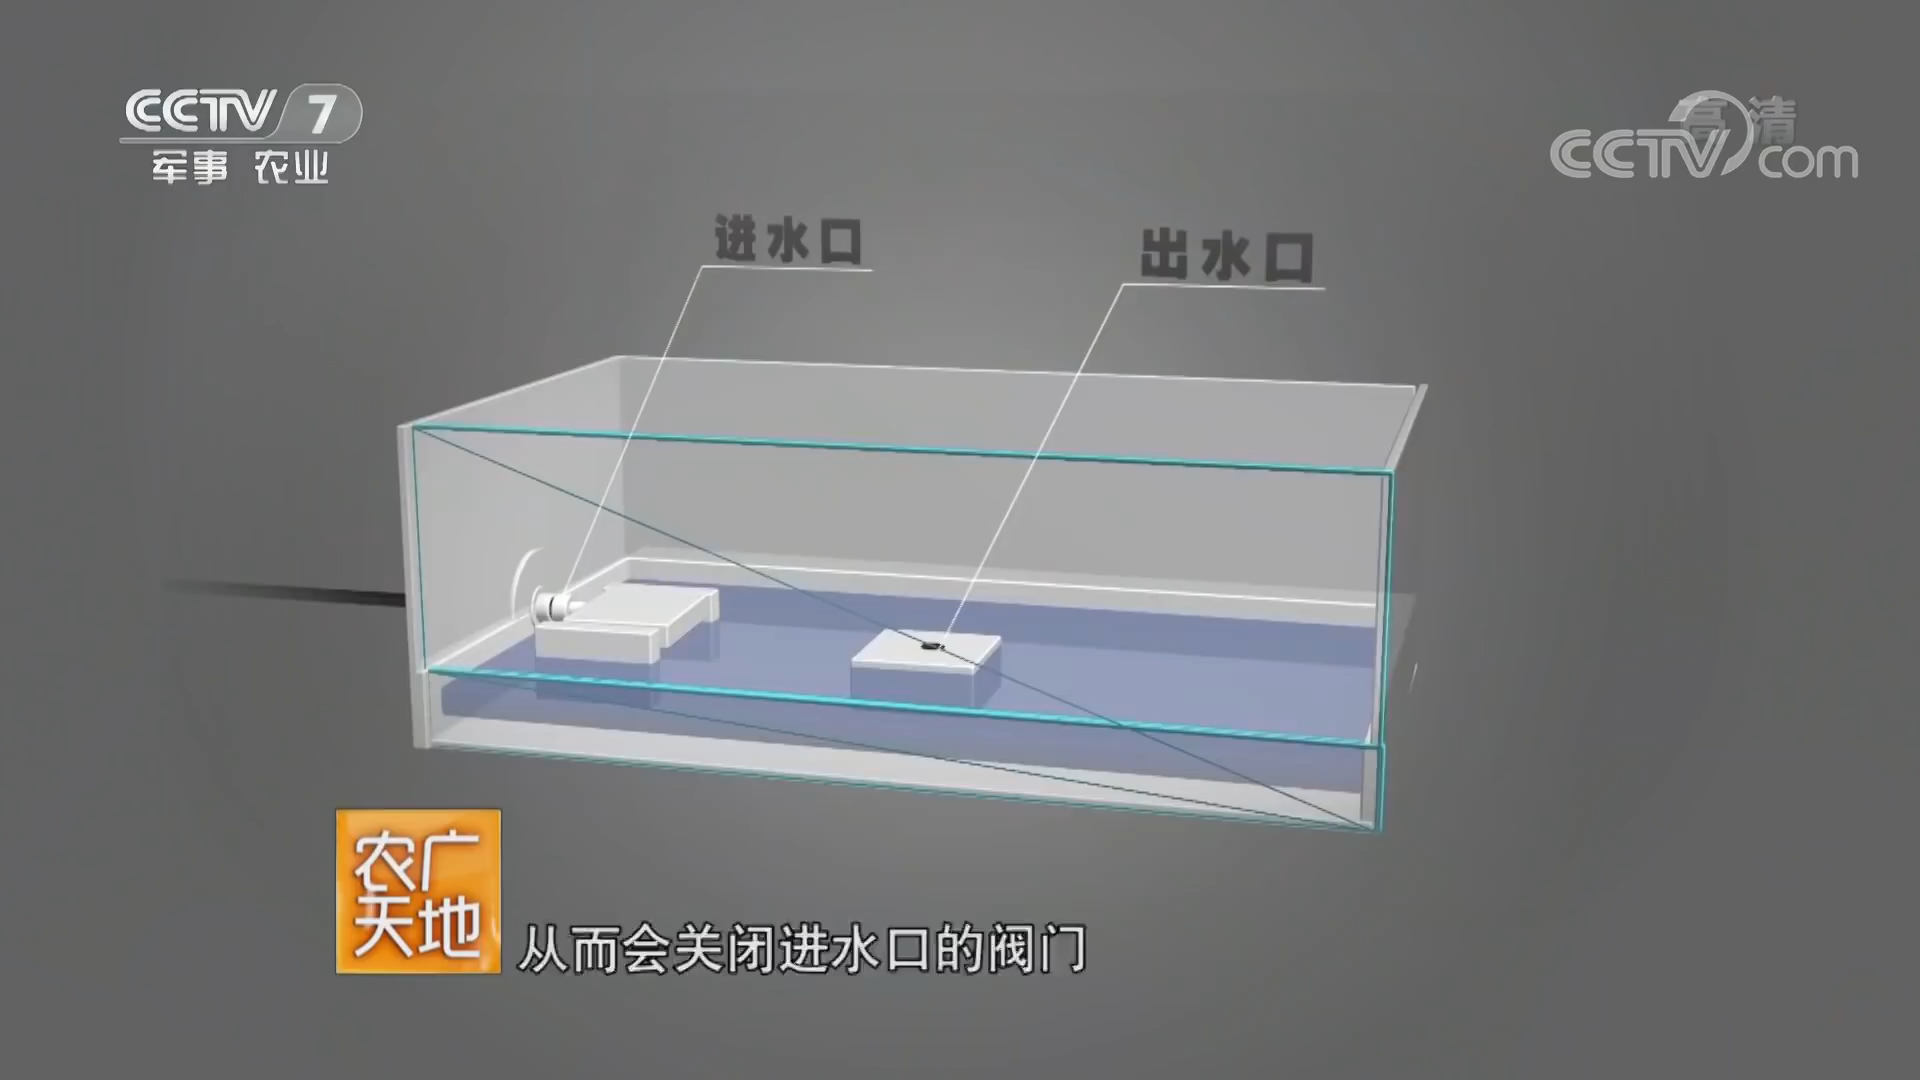 CCTV 7
军事 农业
高清
CCTV com
进水口
出水口
农广
天地
从而会关闭进水口的阀门